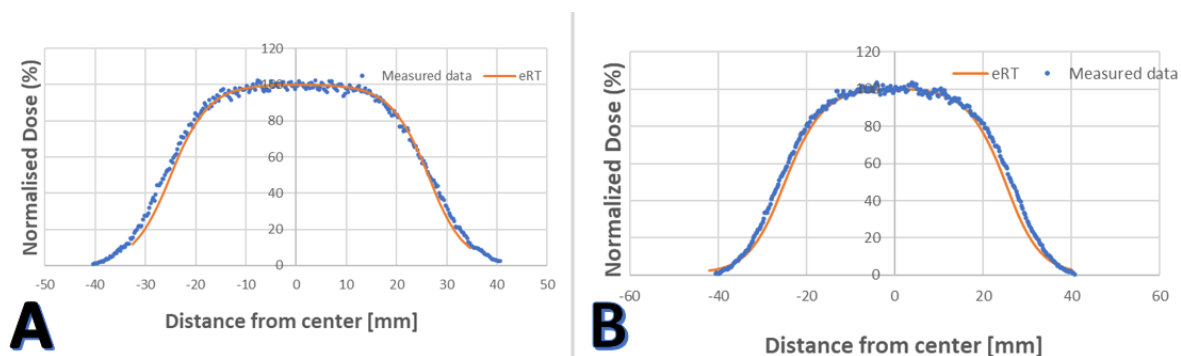 120
Measured data eRT
100
80
60
40
20
0
-50 -40 -30 -20 -10 0 10 20 30 40 50
Normalised Dose (%)
Distance from center [mm]
A
120
eRT Measured data
100
80
60
40
20
0
-60 -40 -20 0 20 40 60
Normalized Dose (%)
Distance from center [mm]
B